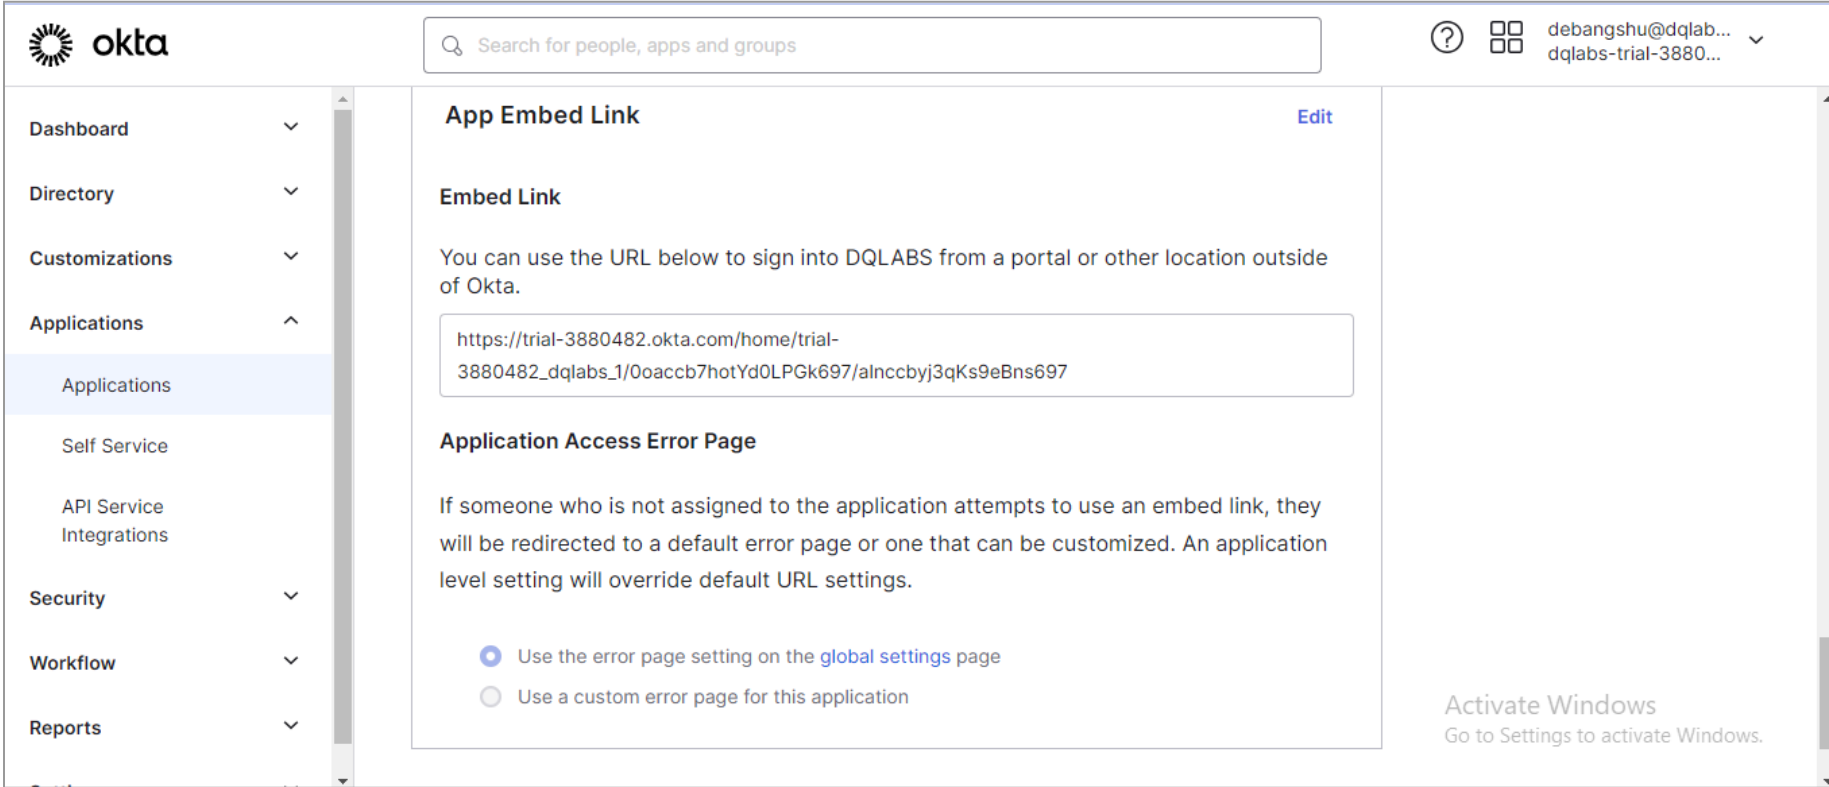 okta
Search for people, apps and groups
debangshu@dqlab...
dqlabs-trial-3880...
Dashboard
Directory
Customizations
Applications
Applications
Self Service
API Service
Integrations
Security
Workflow
Reports
App Embed Link
Edit
Embed Link
You can use the URL below to sign into DQLABS from a portal or other location outside
of Okta.
https://trial-3880482.okta.com/home/trial-
3880482_dqlabs_1/0oaccb7hotYd0LPGk697/alnccbyj3qKs9eBns697
Application Access Error Page
If someone who is not assigned to the application attempts to use an embed link, they
will be redirected to a default error page or one that can be customized. An application
level setting will override default URL settings.
Use the error page setting on the global settings page
Use a custom error page for this application
Activate Windows
Go to Settings to activate Windows.